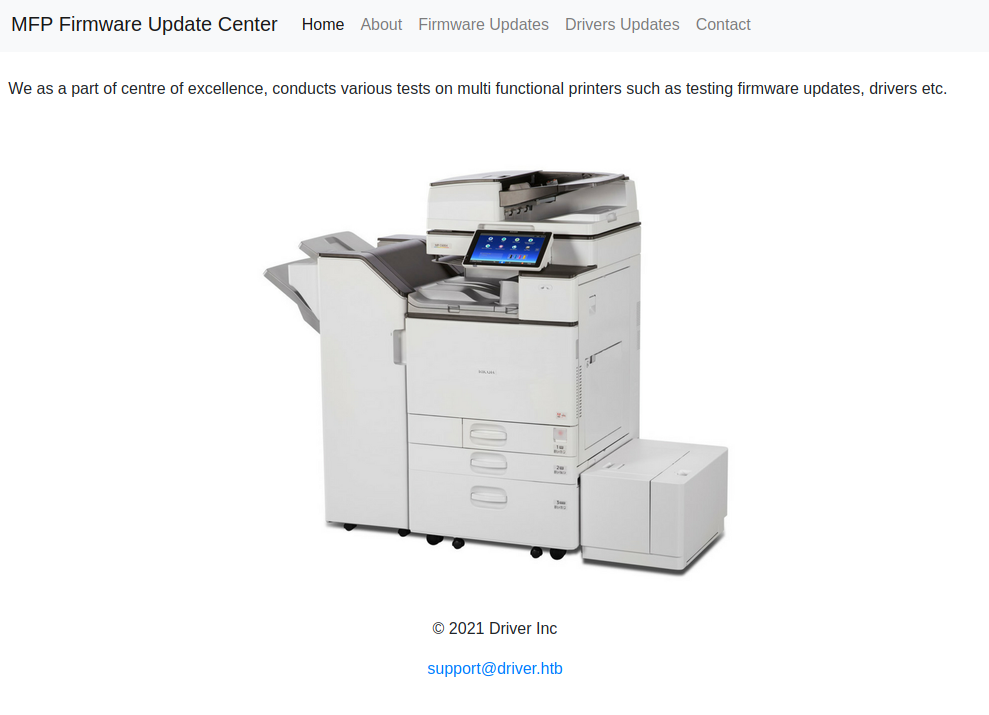 MFP Firmware Update Center Home About Firmware Updates Drivers Updates Contact
We as a part of centre of excellence, conducts various tests on multi functional printers such as testing firmware updates, drivers etc.
© 2021 Driver Inc
support@driver.htb